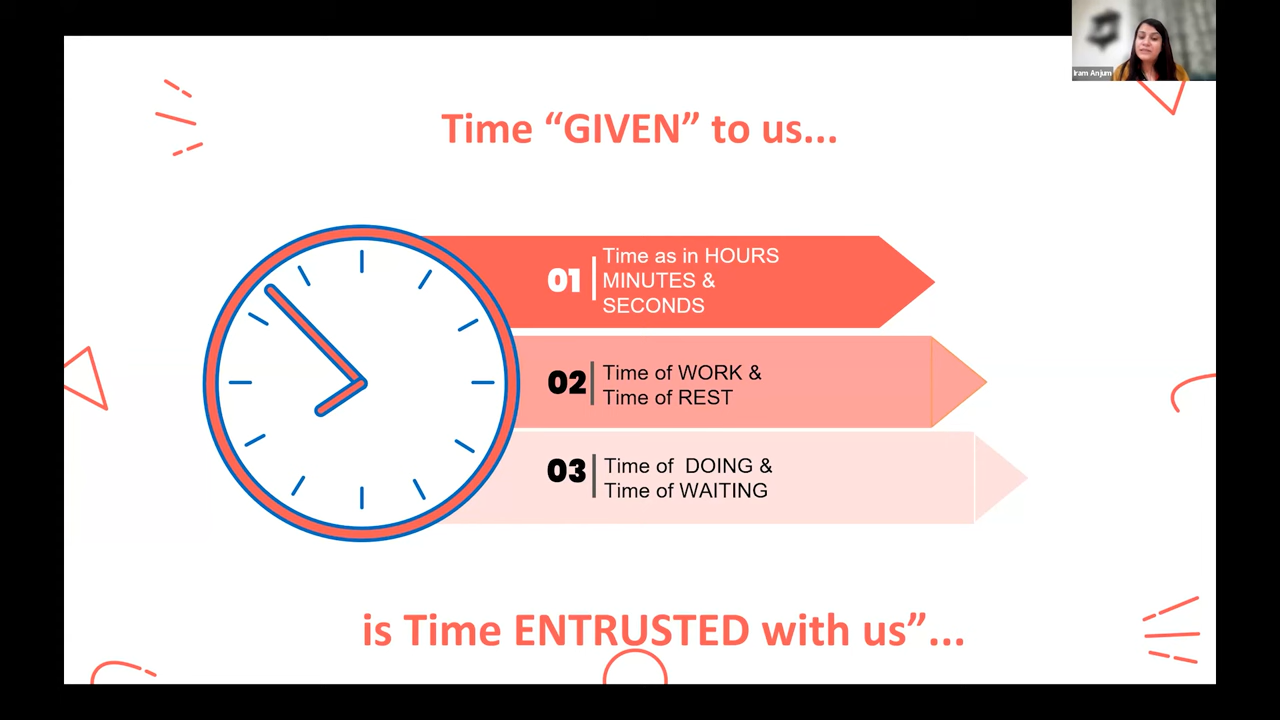 Iram Anjum
Time “GIVEN” to us...
01
Time as in HOURS
MINUTES &
SECONDS
02
Time of WORK &
Time of REST
03
Time of  DOING &
Time of WAITING
is Time ENTRUSTED with us”...